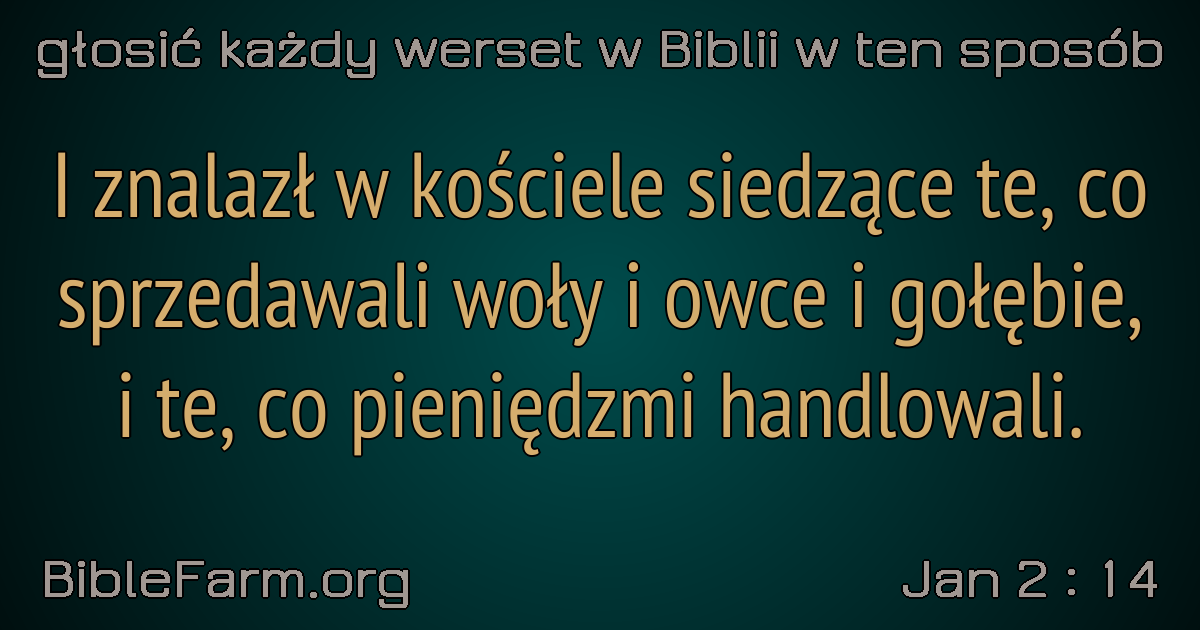 głosić każdy werset w Biblii w ten sposób
I znalazł w kościele siedzące te, co
sprzedawali woły i owce i gołębie,
i te, co pieniędzmi handlowali.
BibleFarm.org
Jan 2 : 14